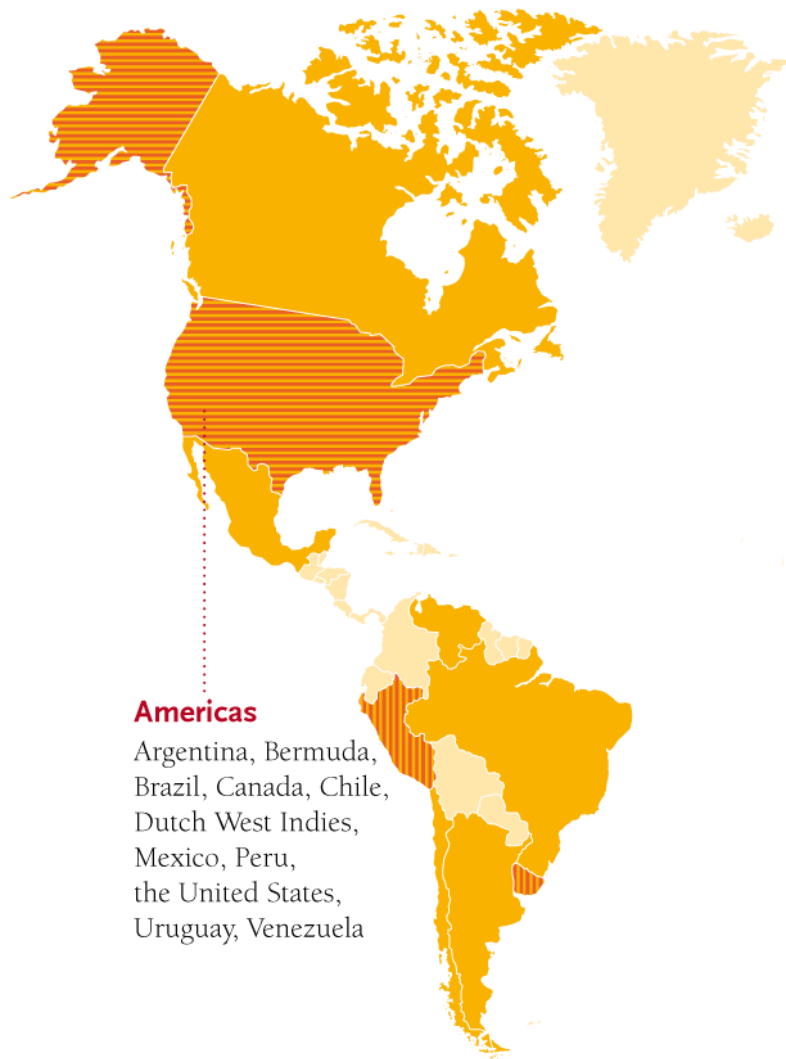 Americas
Argentina, Bermuda,
Brazil, Canada, Chile,
Dutch West Indies,
Mexico, Peru,
the United States,
Uruguay, Venezuela